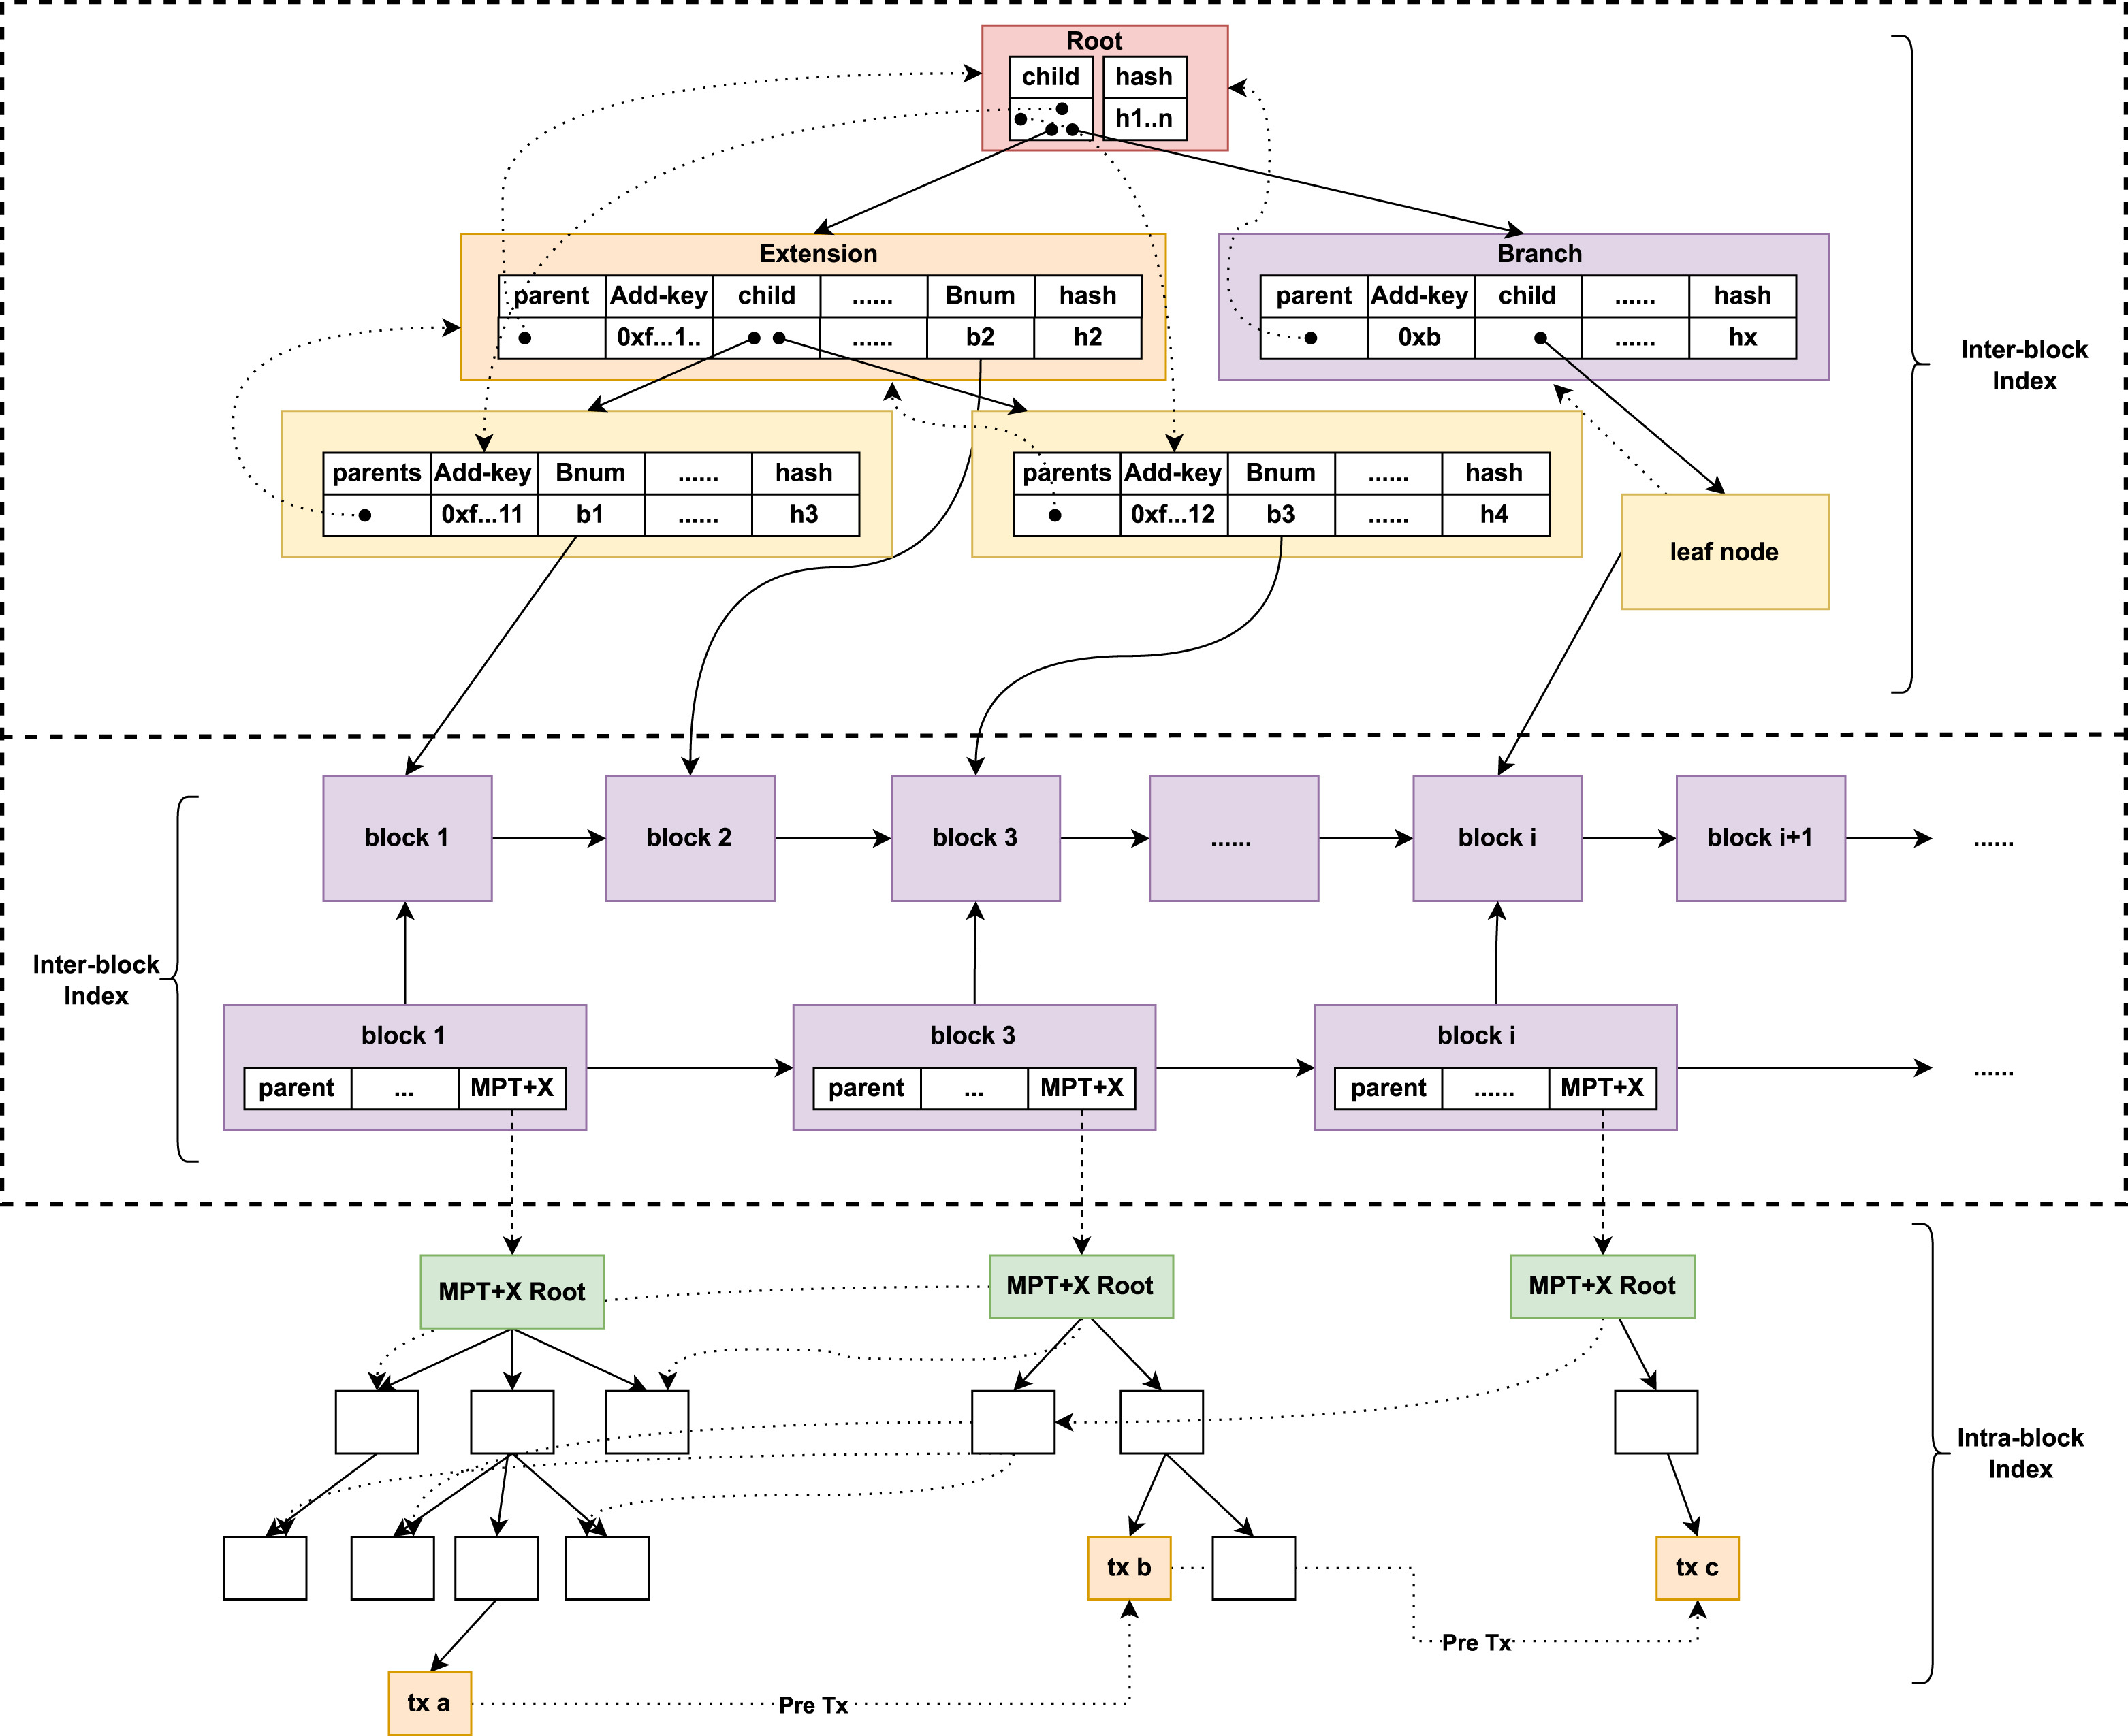 Root
child hash
h1..n
Extension
parent Add-key child ...... Bnum hash
0xf...1.. ...... b2 h2
Branch
parent Add-key child ...... hash
0xb ...... hx
Inter-block
Index
parents Add-key Bnum ...... hash
0xf...11 b1 ...... h3
parents Add-key Bnum ...... hash
0xf...12 b3 ...... h4
leaf node
block 1 block 2 block 3 ...... block i block i+1 ......
Inter-block
Index
block 1
parent ... MPT+X
block 3
parent ... MPT+X
block i
parent ...... MPT+X
......
MPT+X Root MPT+X Root MPT+X Root
Intra-block
Index
tx b tx c
Pre Tx
tx a Pre Tx